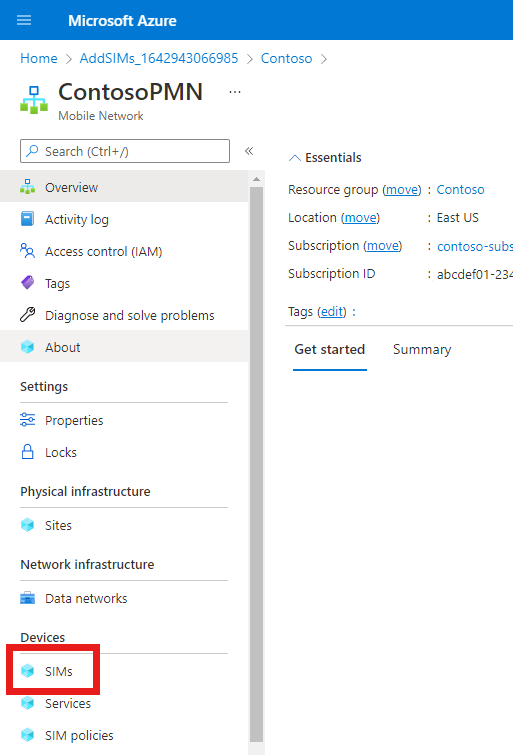 Microsoft Azure
Home > AddSIMs_1642943066985 > Contoso >
ContosoPMN ...
Mobile Network
Search (Ctrl+/) «
Overview
Activity log
Access control (IAM)
Tags
Diagnose and solve problems
About
Settings
Properties
Locks
Physical infrastructure
Sites
Network infrastructure
Data networks
Devices
SIMs
Services
SIM policies
Essentials
Resource group (move) : Contoso
Location (move) : East US
Subscription (move) : contoso-subs
Subscription ID : abcdef01-234
Tags (edit) :
Get started Summary